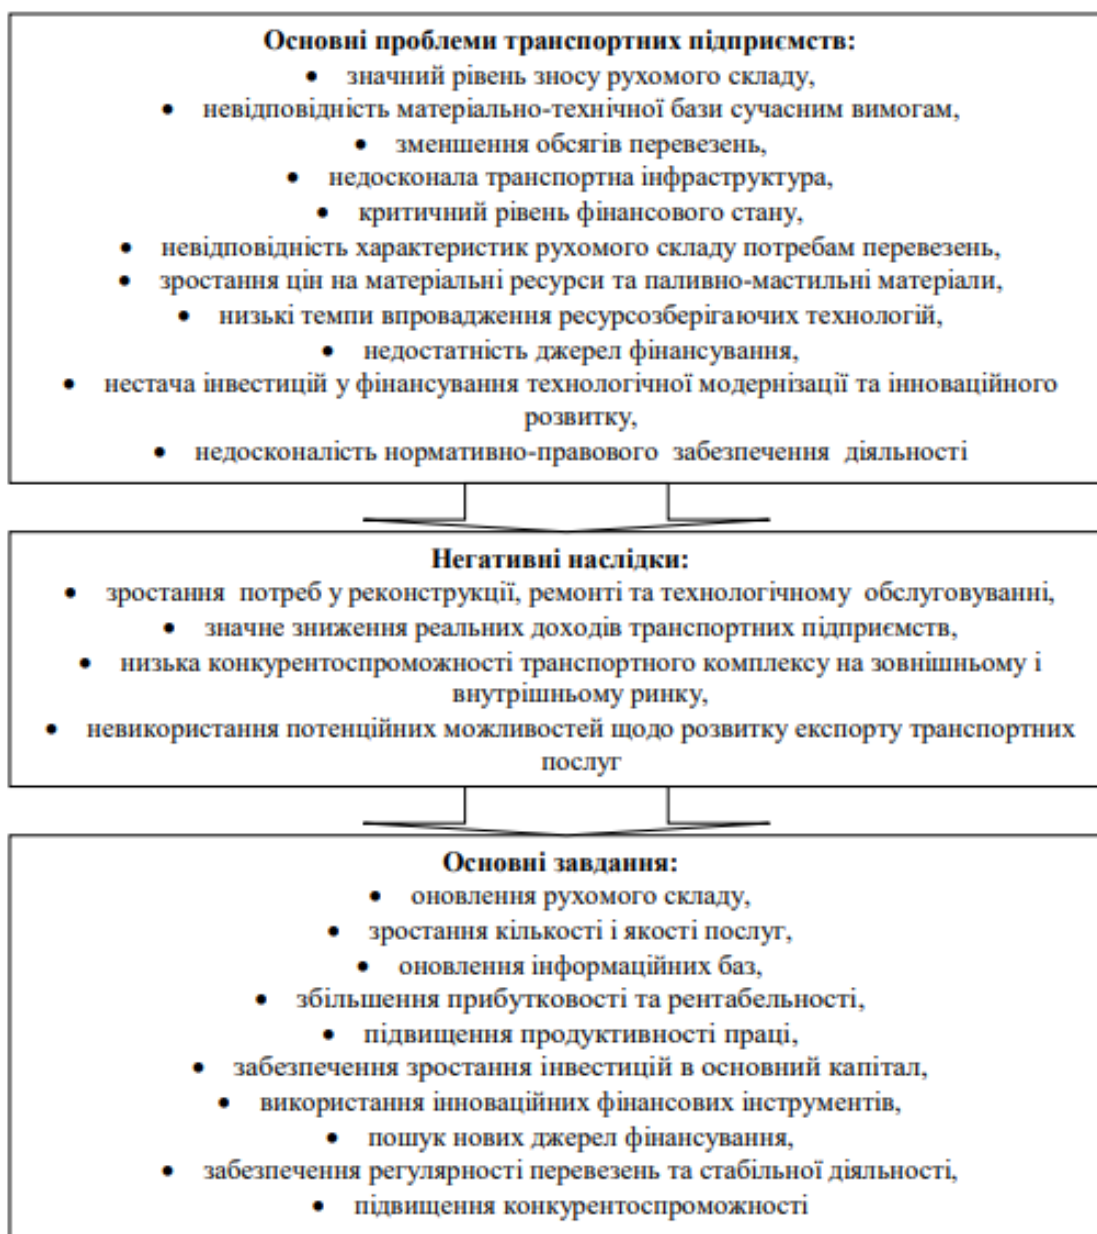 Основні проблеми транспортних підприємств:
• значний рівень зносу рухомого складу,
• невідповідність матеріально-технічної бази сучасним вимогам,
• зменшення обсягів перевезень,
• недосконала транспортна інфраструктура,
• критичний рівень фінансового стану,
• невідповідність характеристик рухомого складу потребам перевезень,
• зростання цін на матеріальні ресурси та паливно-мастильні матеріали,
• низькі темпи впровадження ресурсозберігаючих технологій,
• недостатність джерел фінансування,
• нестача інвестицій у фінансування технологічної модернізації та інноваційного
розвитку,
• недосконалість нормативно-правового забезпечення діяльності
Негативні наслідки:
• зростання потреб у реконструкції, ремонті та технологічному обслуговуванні,
• значне зниження реальних доходів транспортних підприємств,
• низька конкурентоспроможності транспортного комплексу на зовнішньому і
внутрішньому ринку,
• невикористання потенційних можливостей щодо розвитку експорту транспортних
послуг
Основні завдання:
• оновлення рухомого складу,
• зростання кількості і якості послуг,
• оновлення інформаційних баз,
• збільшення прибутковості та рентабельності,
• підвищення продуктивності праці,
• забезпечення зростання інвестицій в основний капітал,
• використання інноваційних фінансових інструментів,
• пошук нових джерел фінансування,
• забезпечення регулярності перевезень та стабільної діяльності,
• підвищення конкурентоспроможності